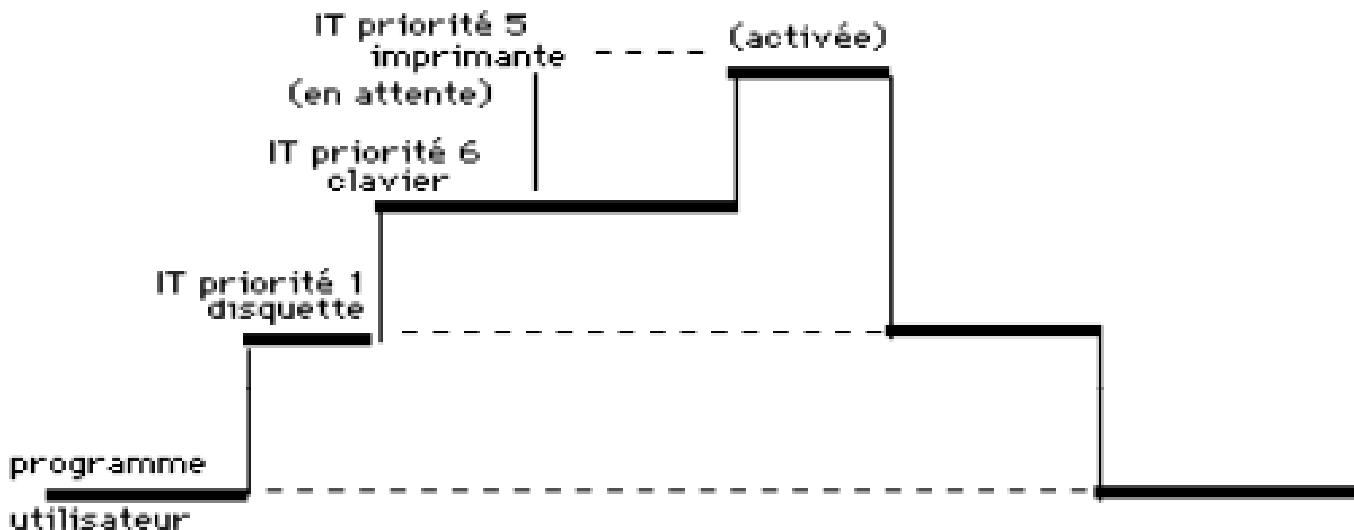 IT priorité 5
imprimante
(activée)
(en attente)
IT priorité 6
clavier
IT priorité 1
disquette
programme
utilisateur